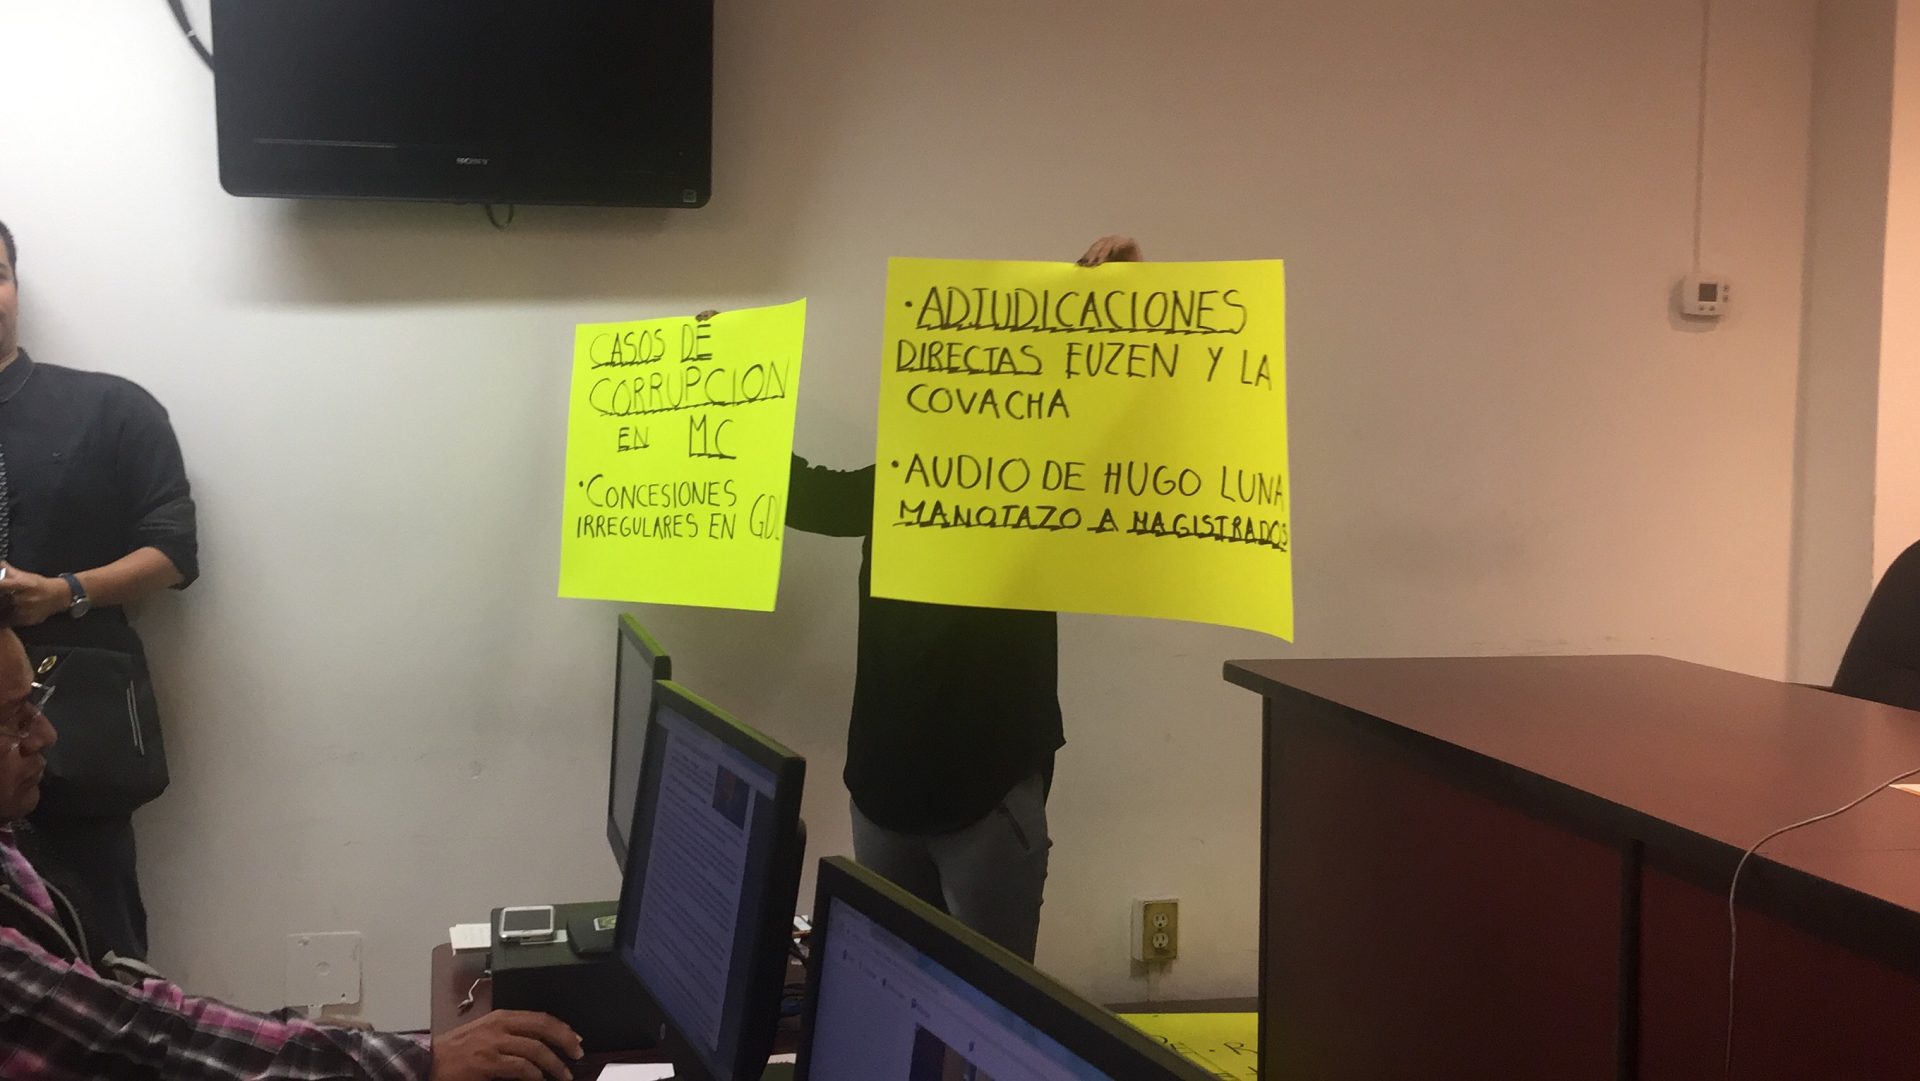 SONY
CASOS DE
CORRUPCION
EN MC
• CONCESIONES
IRREGULARES EN GDL
• ADJUDICACIONES
DIRECTAS EUZEN Y LA
COVACHA
• AUDIO DE HUGO LUNA
MANOTAZO A MAGISTRADOS